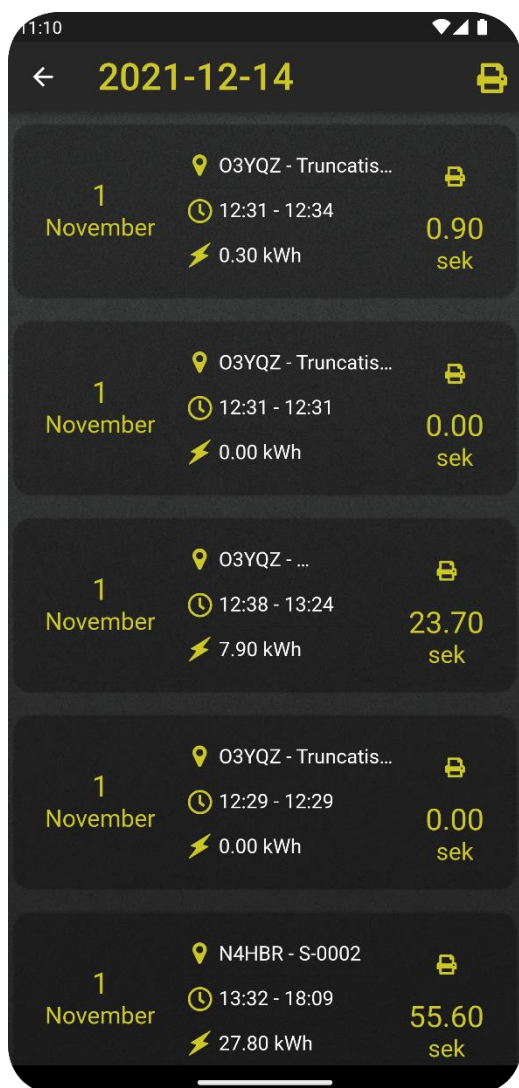 11:10
2021-12-14
1
November
O3YQZ - Truncatis...
12:31 - 12:34
0.30 kWh
0.90
sek
1
November
O3YQZ - Truncatis...
12:31 - 12:31
0.00 kWh
0.00
sek
1
November
O3YQZ - ...
12:38 - 13:24
7.90 kWh
23.70
sek
1
November
O3YQZ - Truncatis...
12:29 - 12:29
0.00 kWh
0.00
sek
1
November
N4HBR - S-0002
13:32 - 18:09
27.80 kWh
55.60
sek